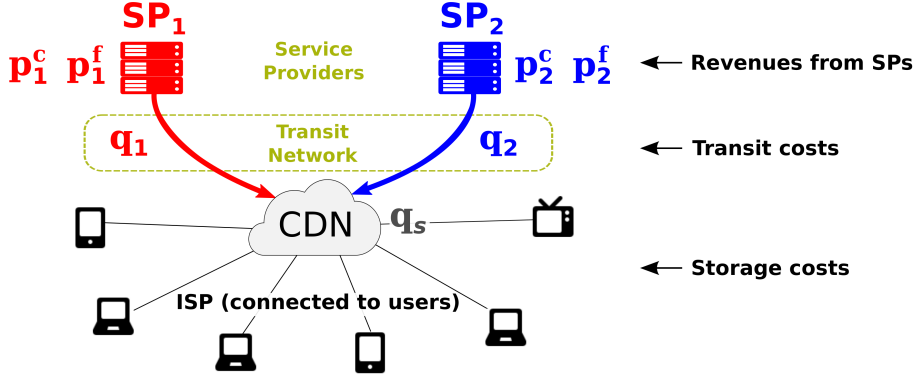 SP₁
SP₂
p₁ᶜ p₁ᶠ
Service
Providers
p₂ᶜ p₂ᶠ
Revenues from SPs
q₁
Transit
Network
q₂
Transit costs
CDN
qₛ
Storage costs
ISP (connected to users)